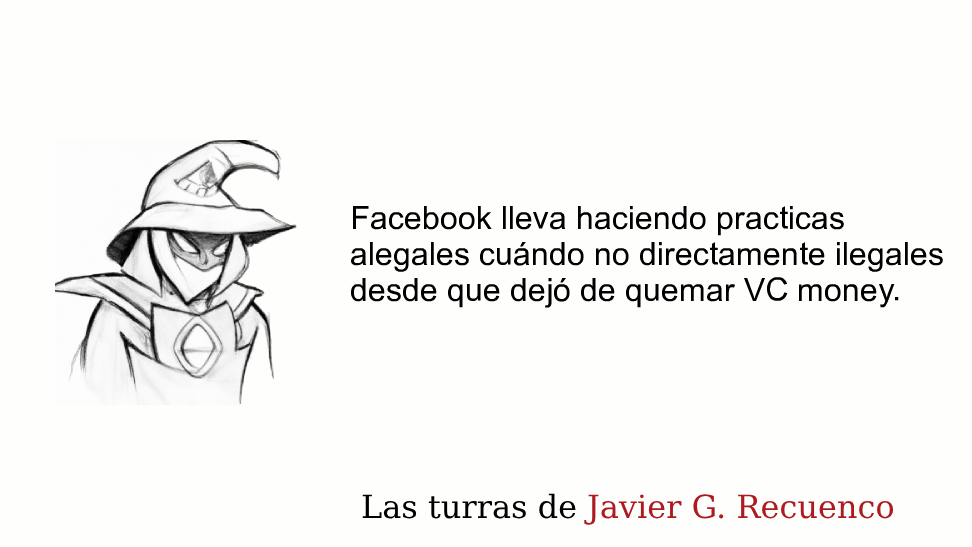 Facebook lleva haciendo practicas
alegales cuándo no directamente ilegales
desde que dejó de quemar VC money.
Las turras de Javier G. Recuenco